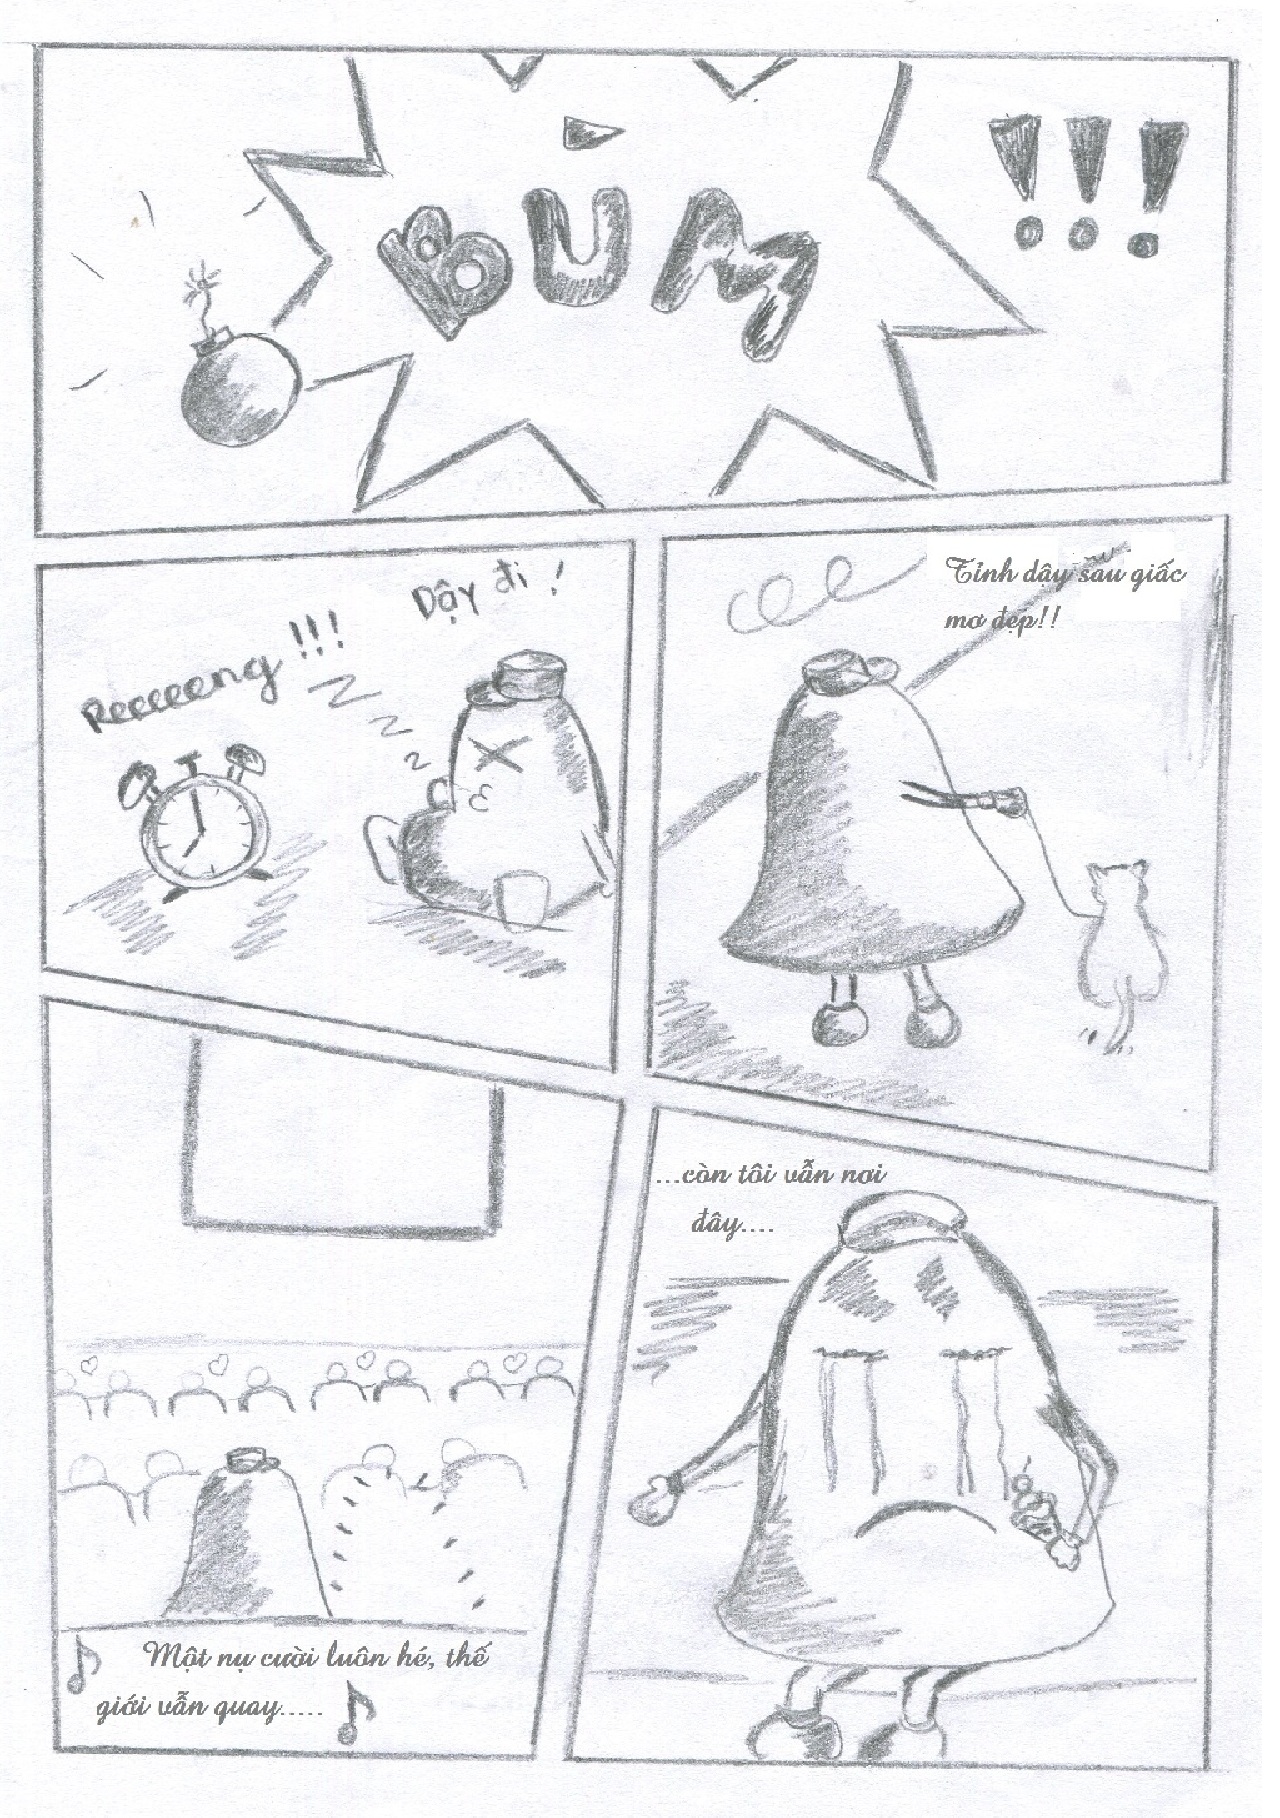 BÙM !!!
Dậy đi !
Reeeeeng !!!
Tỉnh dậy sau giấc
mơ đẹp!!
Một nụ cười luôn hé, thế
giới vẫn quay.....
...còn tôi vẫn nơi
đây....